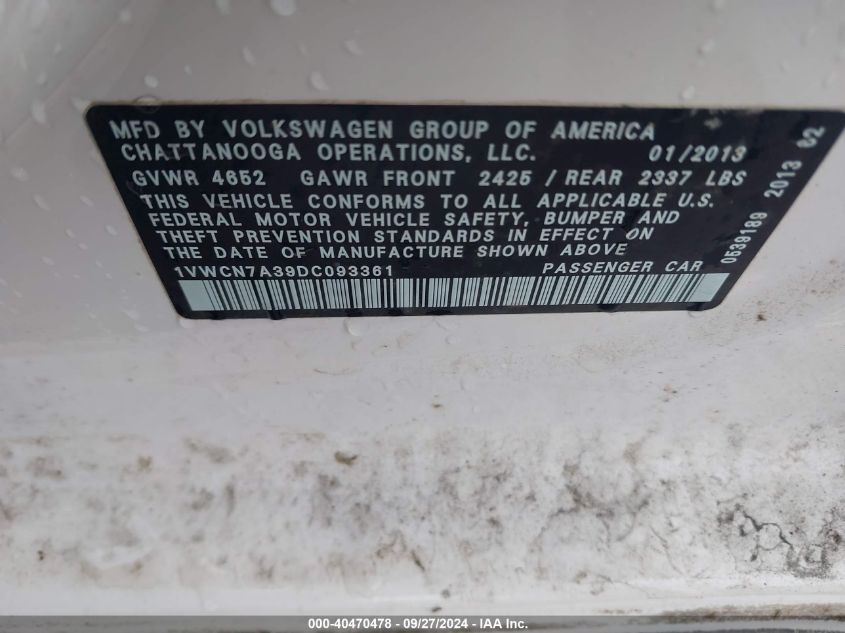 MFD BY VOLKSWAGEN GROUP OF AMERICA
CHATTANOOGA OPERATIONS, LLC. 01/2013
GVWR 4652 GAWR FRONT 2425 / REAR 2337 LBS
THIS VEHICLE CONFORMS TO ALL APPLICABLE U.S.
FEDERAL MOTOR VEHICLE SAFETY, BUMPER AND
THEFT PREVENTION STANDARDS IN EFFECT ON
THE DATE OF MANUFACTURE SHOWN ABOVE
1VWCN7A39DC093361 PASSENGER CAR
0539189 2013 02
000-40470478 - 09/27/2024 - IAA Inc.